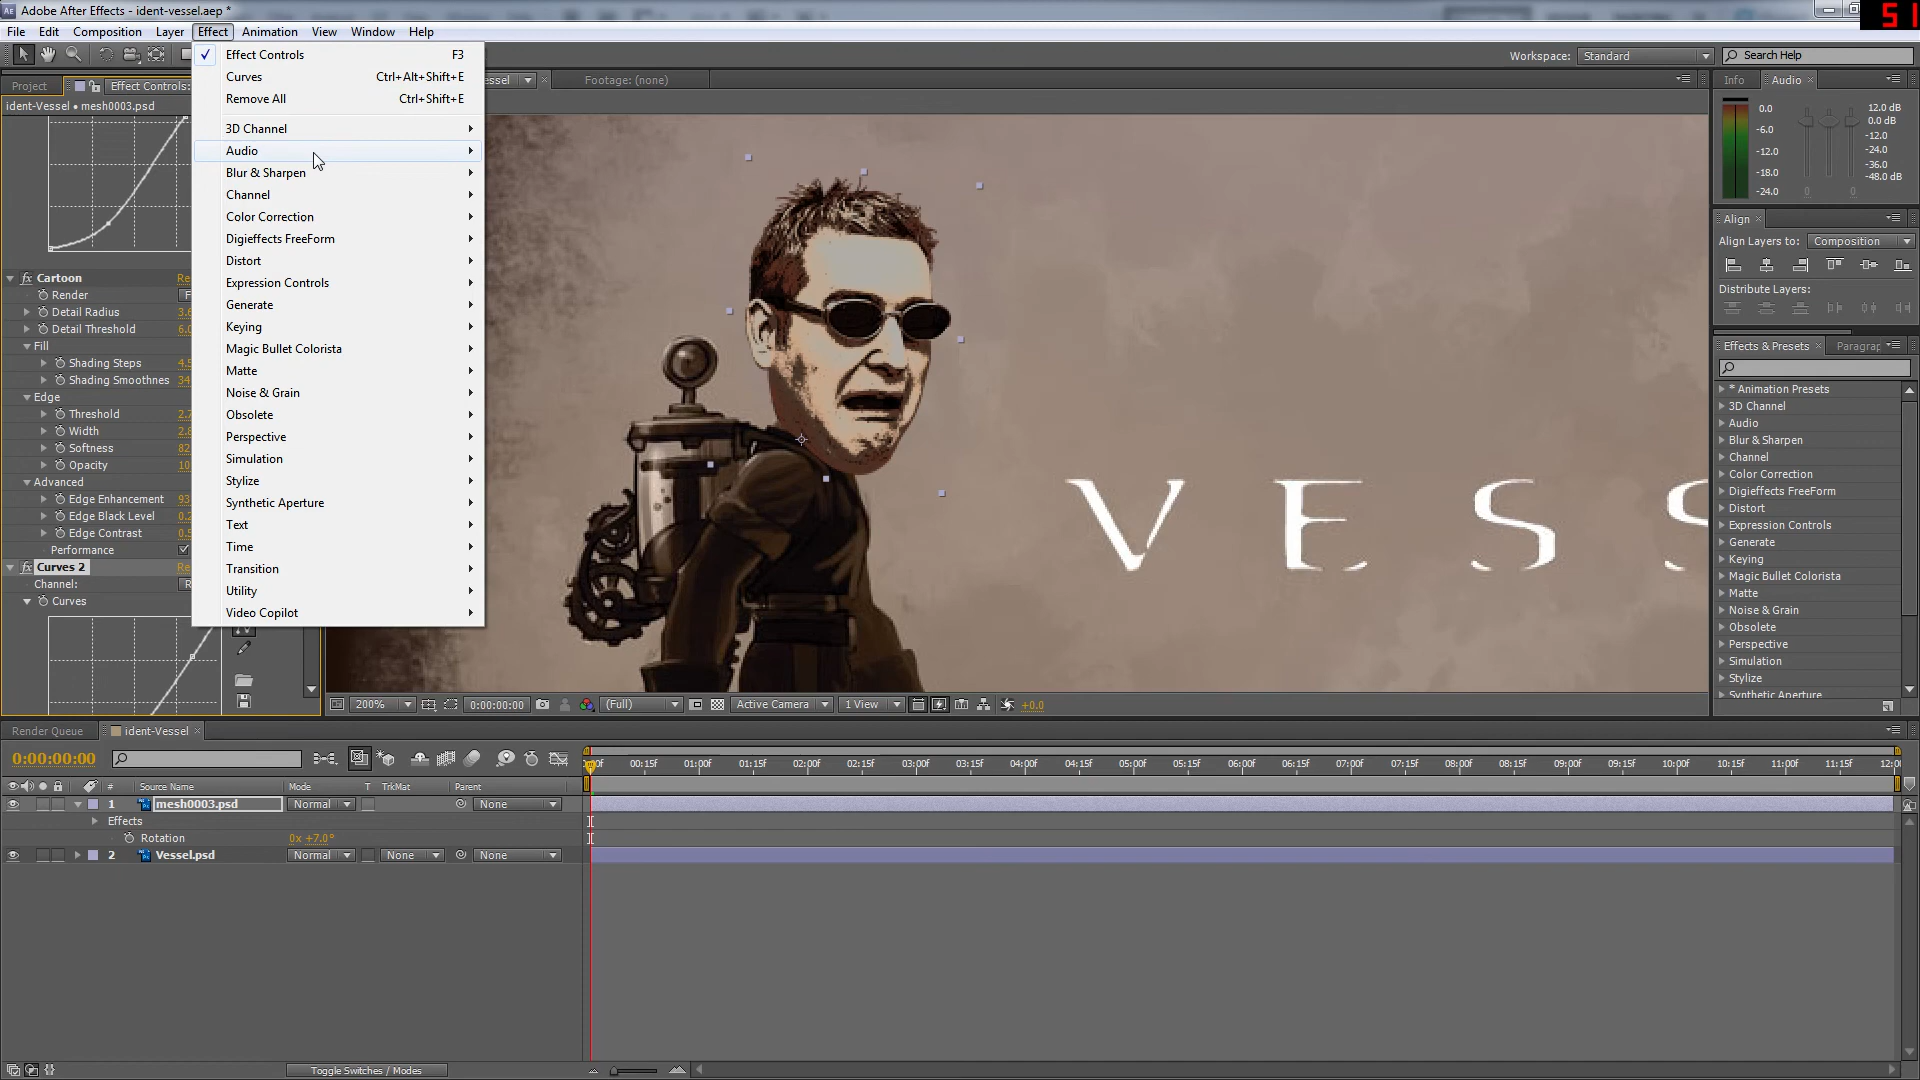 Adobe After Effects - ident-vessel.aep *
51
File Edit Composition Layer Effect Animation View Window Help
Workspace: Standard
Search Help
Project
Effect Controls:
Footage: (none)
Info Audio
ident-Vessel • mesh0003.psd
Effect Controls F3
Curves Ctrl+Alt+Shift+E
Remove All Ctrl+Shift+E
3D Channel
Audio
Blur & Sharpen
Channel
Color Correction
Digieffects FreeForm
Distort
Expression Controls
Generate
Keying
Magic Bullet Colorista
Matte
Noise & Grain
Obsolete
Perspective
Simulation
Stylize
Synthetic Aperture
Text
Time
Transition
Utility
Video Copilot
Cartoon
Render
Detail Radius
Detail Threshold
Fill
Shading Steps
Shading Smoothnes
Edge
Threshold
Width
Softness
Opacity
Advanced
Edge Enhancement
Edge Black Level
Edge Contrast
Performance
Curves 2
Channel:
Curves
V E S S
0.0
-6.0
-12.0
-18.0
-24.0
12.0 dB
0.0 dB
-12.0
-24.0
-36.0
-48.0 dB
0 0
Align
Align Layers to: Composition
Distribute Layers:
Effects & Presets Paragrap
* Animation Presets
3D Channel
Audio
Blur & Sharpen
Channel
Color Correction
Digieffects FreeForm
Distort
Expression Controls
Generate
Keying
Magic Bullet Colorista
Matte
Noise & Grain
Obsolete
Perspective
Simulation
Stylize
Synthetic Aperture
200% 0:00:00:00 (Full) Active Camera 1 View +0.0
Render Queue ident-Vessel
0:00:00:00
00:15f 01:00f 01:15f 02:00f 02:15f 03:00f 03:15f 04:00f 04:15f 05:00f 05:15f 06:00f 06:15f 07:00f 07:15f 08:00f 08:15f 09:00f 09:15f 10:00f 10:15f 11:00f 11:15f
# Source Name Mode T TrkMat Parent
1 mesh0003.psd Normal None
Effects
Rotation 0x +7.0°
2 Vessel.psd Normal None None
Toggle Switches / Modes